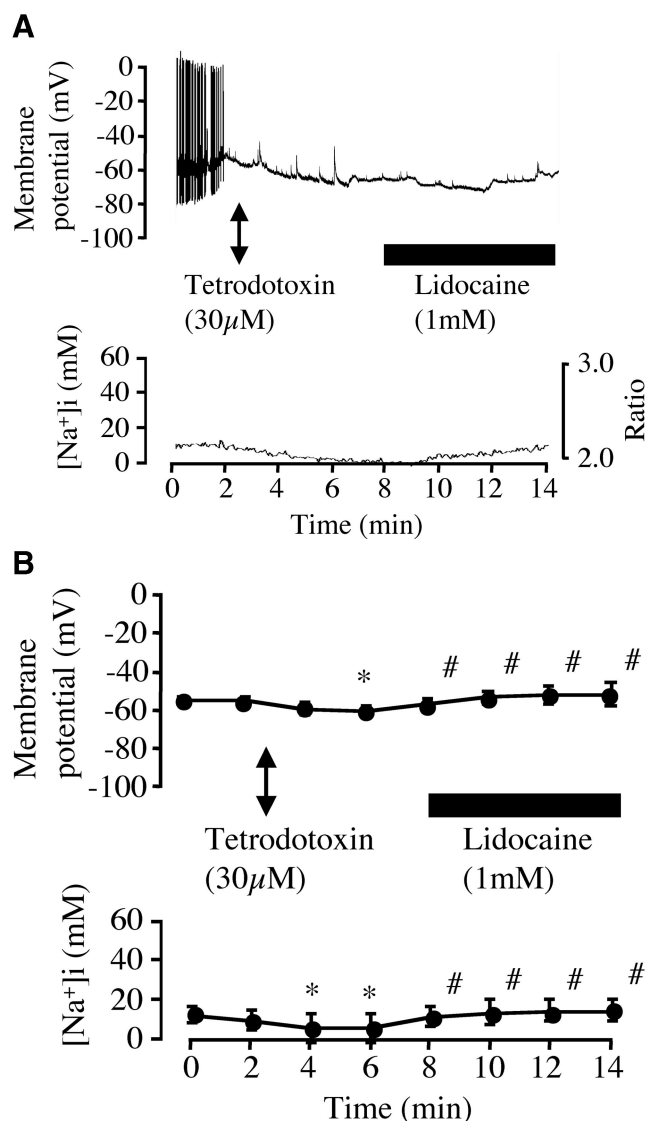 A
Membrane
potential (mV)
0
-20
-40
-60
-80
-100
Tetrodotoxin
(30μM)
Lidocaine
(1mM)
[Na+]i (mM)
60
40
20
0
3.0
2.0
Ratio
0 2 4 6 8 10 12 14
Time (min)
B
Membrane
potential (mV)
0
-20
-40
-60
-80
-100
* # # # #
Tetrodotoxin
(30μM)
Lidocaine
(1mM)
[Na+]i (mM)
60
40
20
0
* * # # # #
0 2 4 6 8 10 12 14
Time (min)